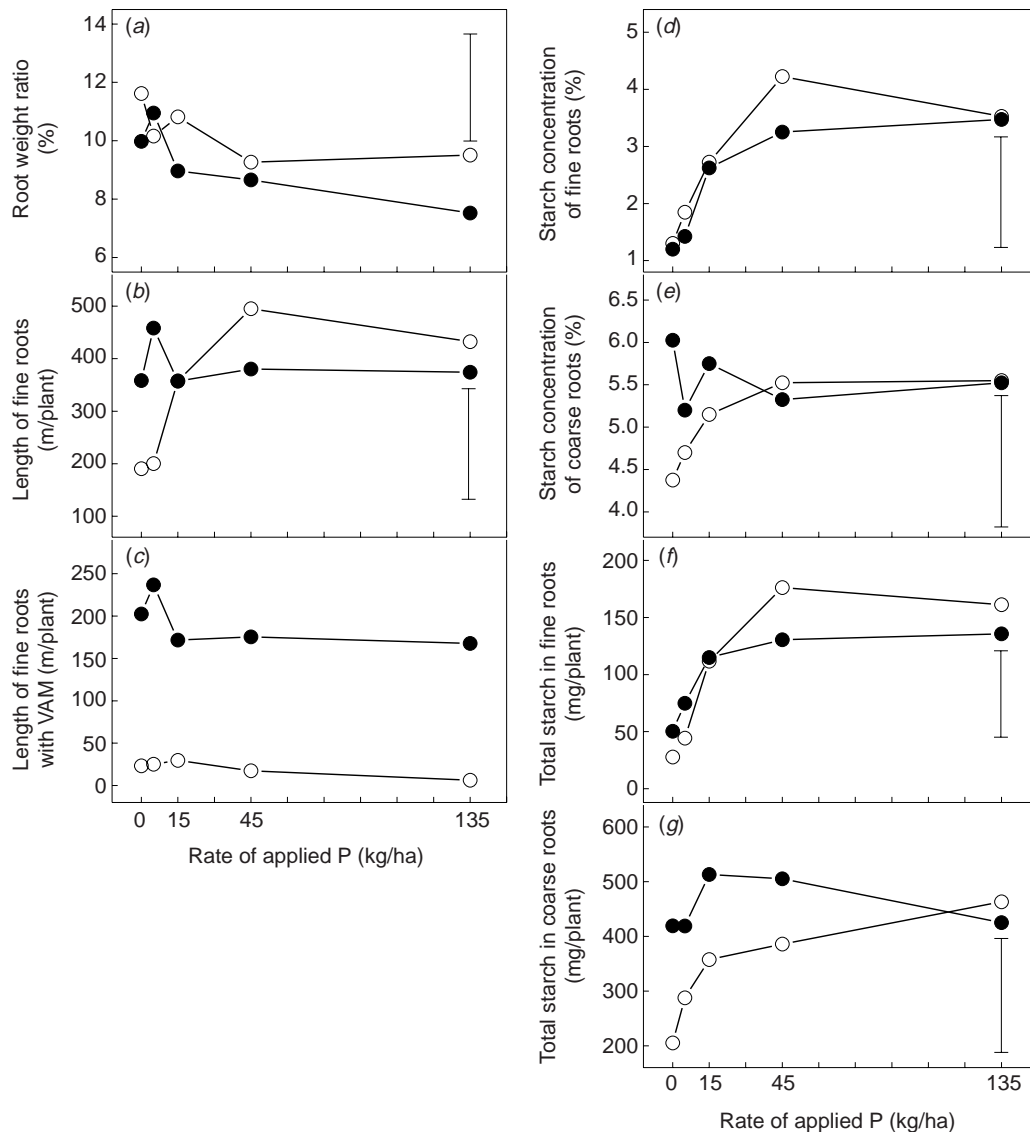 (a)
Root weight ratio
(%)
14
12
10
8
6
(b)
Length of fine roots
(m/plant)
500
400
300
200
100
(c)
Length of fine roots
with VAM (m/plant)
250
200
150
100
50
0
0 15 45 135
Rate of applied P (kg/ha)
(d)
Starch concentration
of fine roots (%)
5
4
3
2
1
(e)
Starch concentration
of coarse roots (%)
6.5
6.0
5.5
5.0
4.5
4.0
(f)
Total starch in fine roots
(mg/plant)
200
150
100
50
0
(g)
Total starch in coarse roots
(mg/plant)
600
500
400
300
200
0 15 45 135
Rate of applied P (kg/ha)